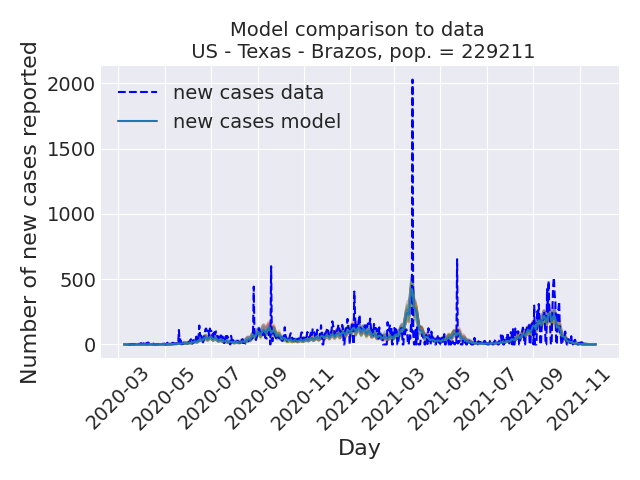 Model comparison to data
US - Texas - Brazos, pop. = 229211
Number of new cases reported
2000
1500
1000
500
0
new cases data
new cases model
2020-03
2020-05
2020-07
2020-09
2020-11
2021-01
2021-03
2021-05
2021-07
2021-09
2021-11
Day